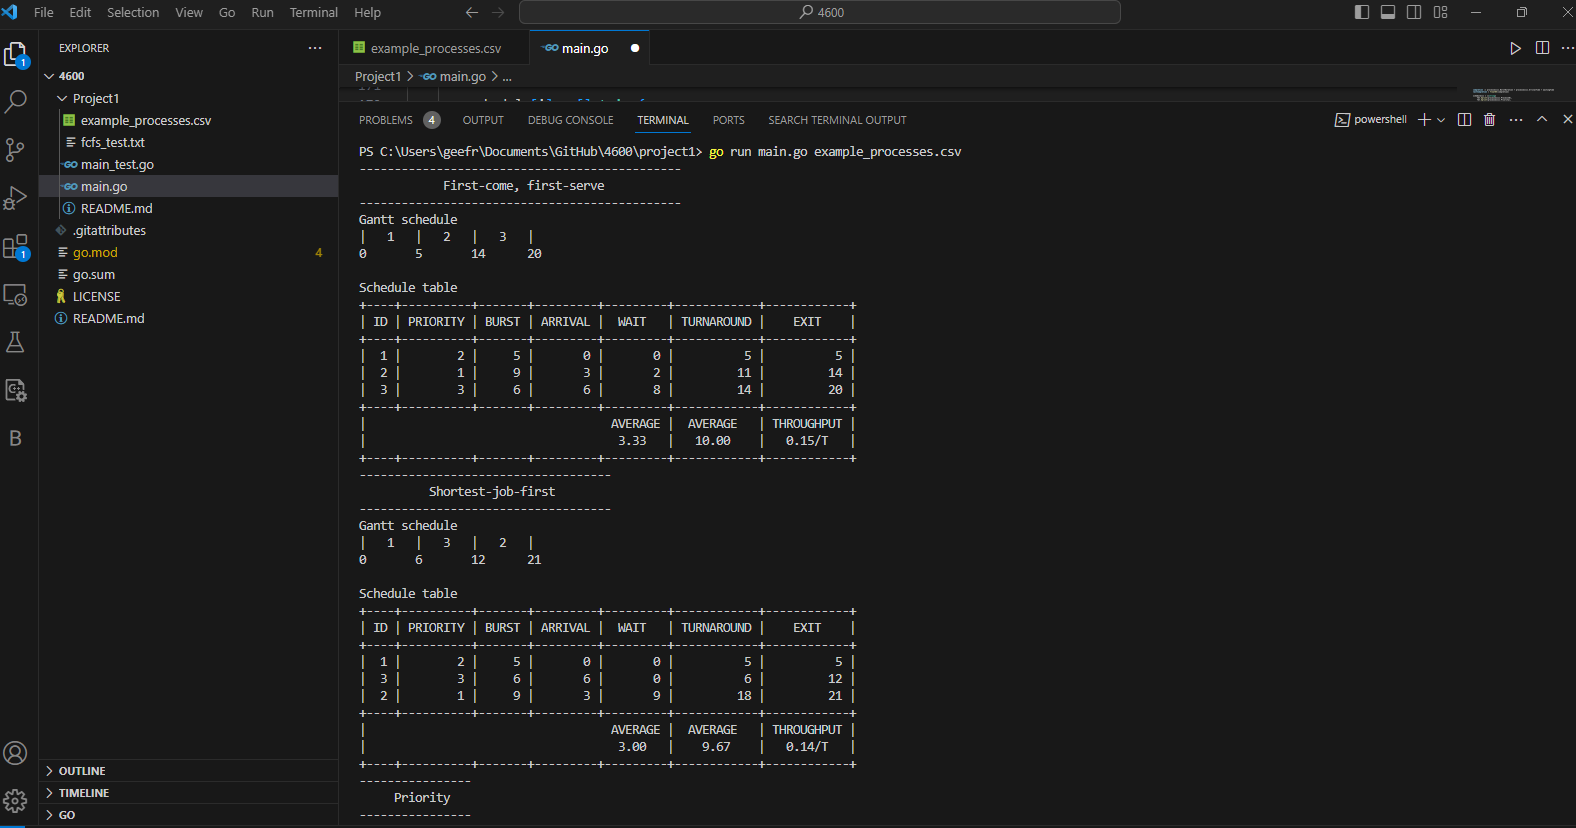 File Edit Selection View Go Run Terminal Help 4600
EXPLORER
4600
Project1
example_processes.csv
fcfs_test.txt
main_test.go
main.go
README.md
.gitattributes
go.mod 4
go.sum
LICENSE
README.md
OUTLINE
TIMELINE
GO
1
1
B
example_processes.csv main.go
Project1 > main.go > ...
PROBLEMS 4 OUTPUT DEBUG CONSOLE TERMINAL PORTS SEARCH TERMINAL OUTPUT powershell
PS C:\Users\geefr\Documents\GitHub\4600\project1> go run main.go example_processes.csv
----------------------------------------------
First-come, first-serve
----------------------------------------------
Gantt schedule
|   1   |   2   |   3   |
0       5       14      20
Schedule table
+----+----------+-------+---------+---------+------------+------------+
| ID | PRIORITY | BURST | ARRIVAL |  WAIT   | TURNAROUND |    EXIT    |
+----+----------+-------+---------+---------+------------+------------+
|  1 |        2 |     5 |       0 |       0 |          5 |          5 |
|  2 |        1 |     9 |       3 |       2 |         11 |         14 |
|  3 |        3 |     6 |       6 |       8 |         14 |         20 |
+----+----------+-------+---------+---------+------------+------------+
|                                   AVERAGE |  AVERAGE   | THROUGHPUT |
|                                    3.33   |   10.00    |   0.15/T   |
+----+----------+-------+---------+---------+------------+------------+
------------------------------------
Shortest-job-first
------------------------------------
Gantt schedule
|   1   |   3   |   2   |
0       6       12      21
Schedule table
+----+----------+-------+---------+---------+------------+------------+
| ID | PRIORITY | BURST | ARRIVAL |  WAIT   | TURNAROUND |    EXIT    |
+----+----------+-------+---------+---------+------------+------------+
|  1 |        2 |     5 |       0 |       0 |          5 |          5 |
|  3 |        3 |     6 |       6 |       0 |          6 |         12 |
|  2 |        1 |     9 |       3 |       9 |         18 |         21 |
+----+----------+-------+---------+---------+------------+------------+
|                                   AVERAGE |  AVERAGE   | THROUGHPUT |
|                                    3.00   |    9.67    |   0.14/T   |
+----+----------+-------+---------+---------+------------+------------+
----------------
Priority
----------------